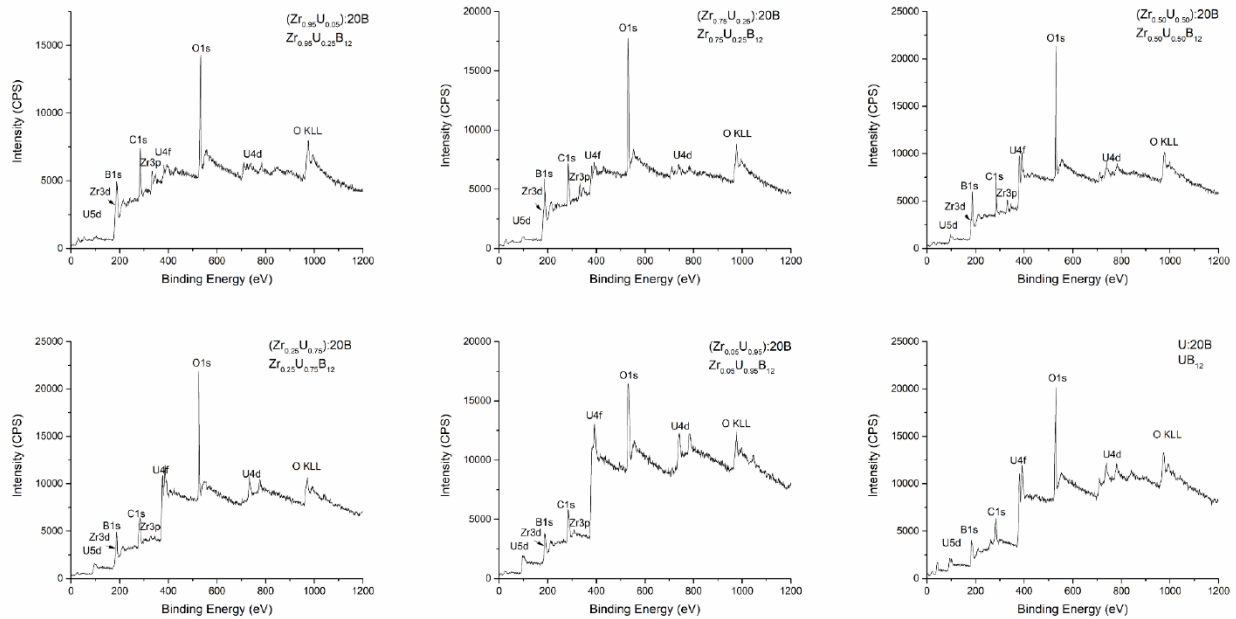 (Zr0.95U0.05):20B
Zr0.95U0.25B12
O1s
O KLL
C1s
U4f
Zr3p
U4d
B1s
Zr3d
U5d
15000
10000
5000
0
0 200 400 600 800 1000 1200
Intensity (CPS)
Binding Energy (eV)
(Zr0.75U0.25):20B
Zr0.75U0.25B12
O1s
O KLL
C1s
U4f
U4d
B1s
Zr3p
Zr3d
U5d
20000
15000
10000
5000
0
0 200 400 600 800 1000 1200
Intensity (CPS)
Binding Energy (eV)
(Zr0.50U0.50):20B
Zr0.50U0.50B12
O1s
O KLL
U4f
U4d
C1s
B1s
Zr3p
Zr3d
U5d
25000
20000
15000
10000
5000
0
0 200 400 600 800 1000 1200
Intensity (CPS)
Binding Energy (eV)
(Zr0.25U0.75):20B
Zr0.25U0.75B12
O1s
O KLL
U4f
U4d
C1s
B1s
Zr3p
Zr3d
U5d
25000
20000
15000
10000
5000
0
0 200 400 600 800 1000 1200
Intensity (CPS)
Binding Energy (eV)
(Zr0.05U0.95):20B
Zr0.05U0.95B12
O1s
U4f
U4d
O KLL
C1s
B1s
Zr3p
Zr3d
U5d
20000
15000
10000
5000
0
0 200 400 600 800 1000 1200
Intensity (CPS)
Binding Energy (eV)
U:20B
UB12
O1s
O KLL
U4f
U4d
C1s
B1s
U5d
25000
20000
15000
10000
5000
0
0 200 400 600 800 1000 1200
Intensity (CPS)
Binding Energy (eV)